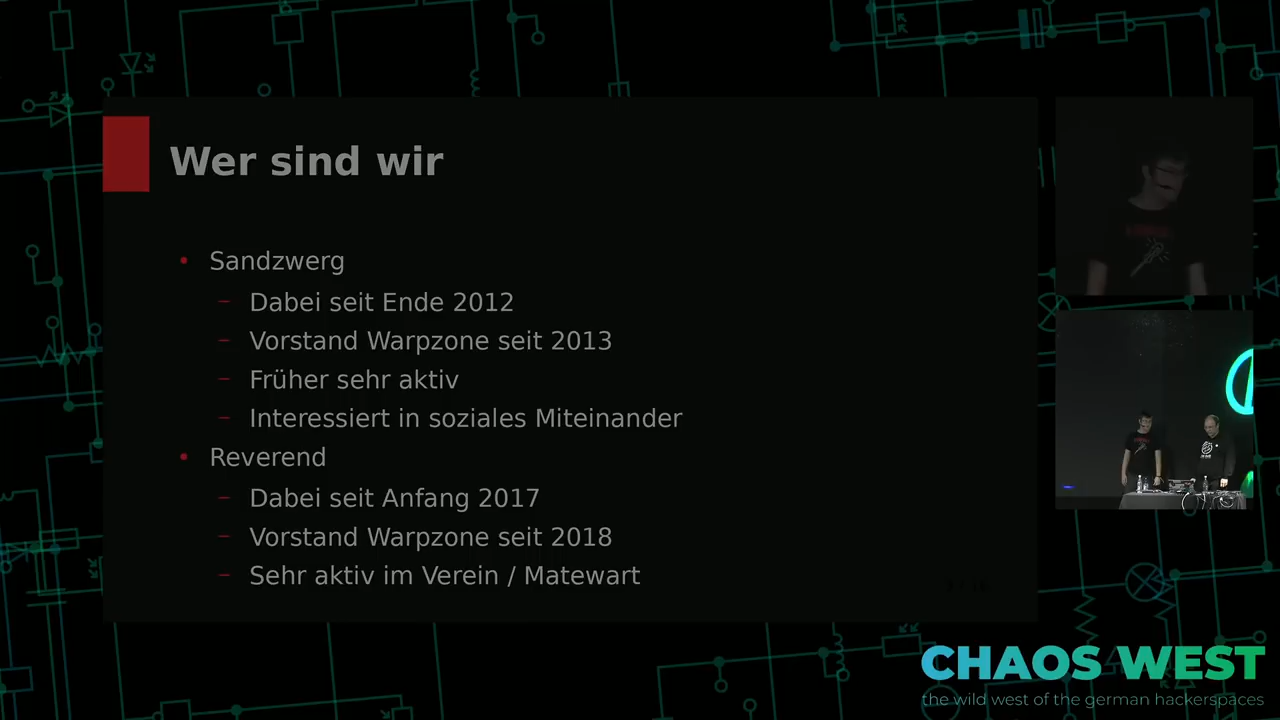 Wer sind wir
• Sandzwerg
– Dabei seit Ende 2012
– Vorstand Warpzone seit 2013
– Früher sehr aktiv
– Interessiert in soziales Miteinander
• Reverend
– Dabei seit Anfang 2017
– Vorstand Warpzone seit 2018
– Sehr aktiv im Verein / Matewart
CHAOS WEST
the wild west of the german hackerspaces